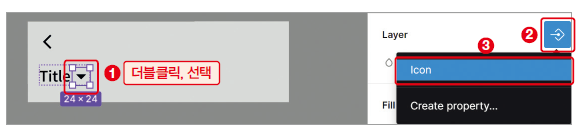 Title
24 × 24
1 더블클릭, 선택
Layer
2
3
Icon
Fill
Create property...